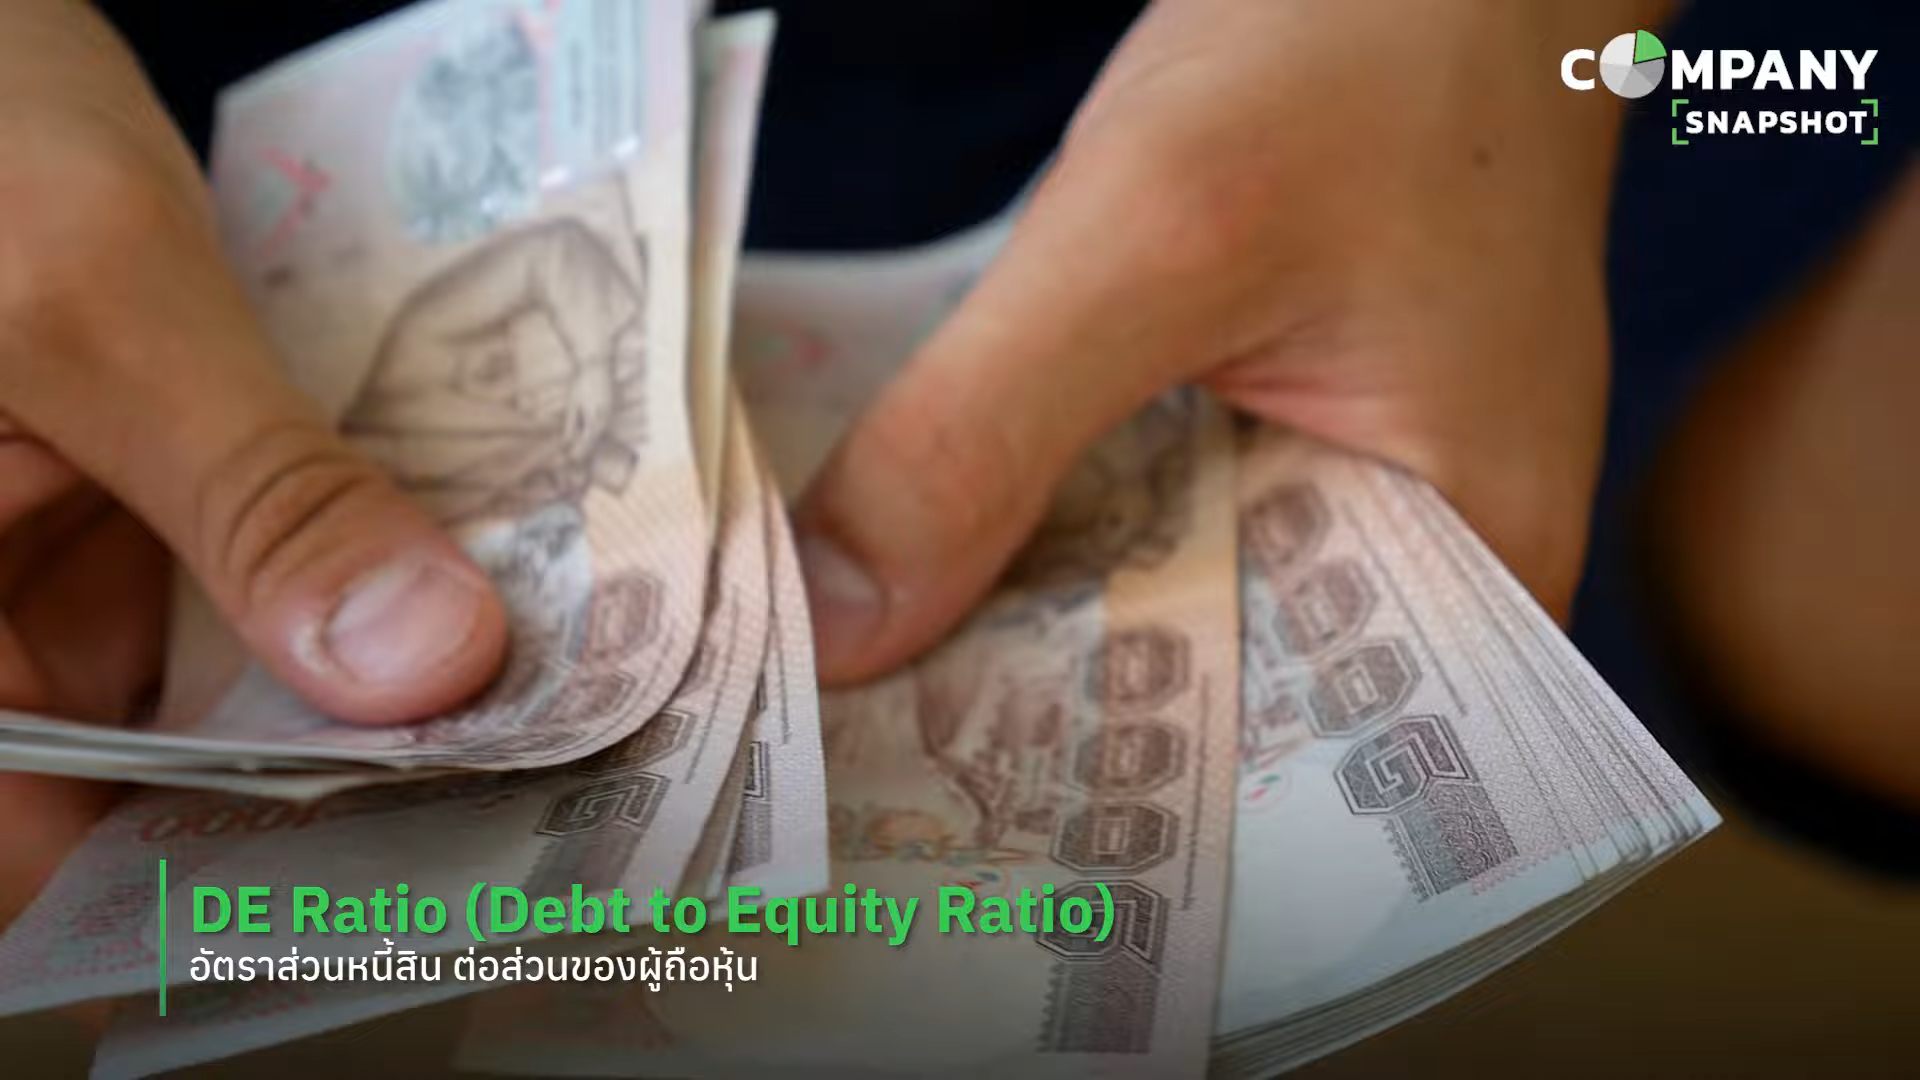 COMPANY
SNAPSHOT
DE Ratio (Debt to Equity Ratio)
อัตราส่วนหนี้สิน ต่อส่วนของผู้ถือหุ้น